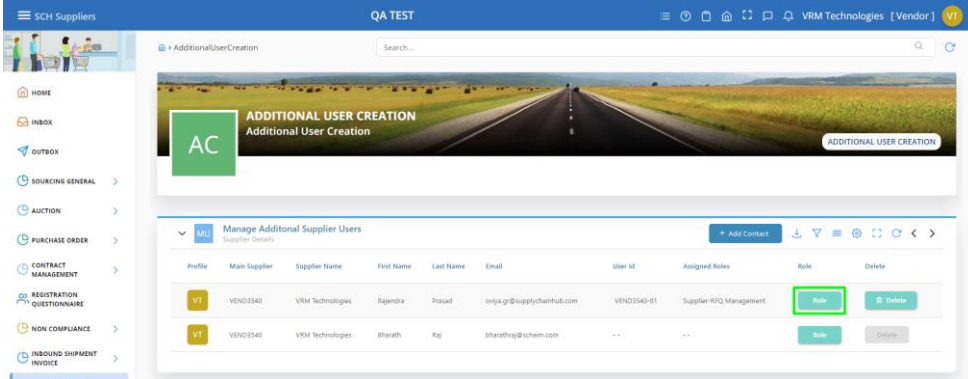 SCH Suppliers
QA TEST
VRM Technologies [ Vendor ]
VT
AdditionalUserCreation
Search...
HOME
INBOX
OUTBOX
SOURCING GENERAL
AUCTION
PURCHASE ORDER
CONTRACT
MANAGEMENT
REGISTRATION
QUESTIONNAIRE
NON COMPLIANCE
INBOUND SHIPMENT
INVOICE
AC
ADDITIONAL USER CREATION
Additional User Creation
ADDITIONAL USER CREATION
MU
Manage Additonal Supplier Users
Supplier Details
+ Add Contact
Profile Main Supplier Supplier Name First Name Last Name Email User Id Assigned Roles Role Delete
VT VEND3540 VRM Technologies Rajendra Prasad oviya.gr@supplychainhub.com VEND3540-01 Supplier-RFQ Management Role Delete
VT VEND3540 VRM Technologies Bharath Raj bharathraj@scheim.com - - - - Role Delete